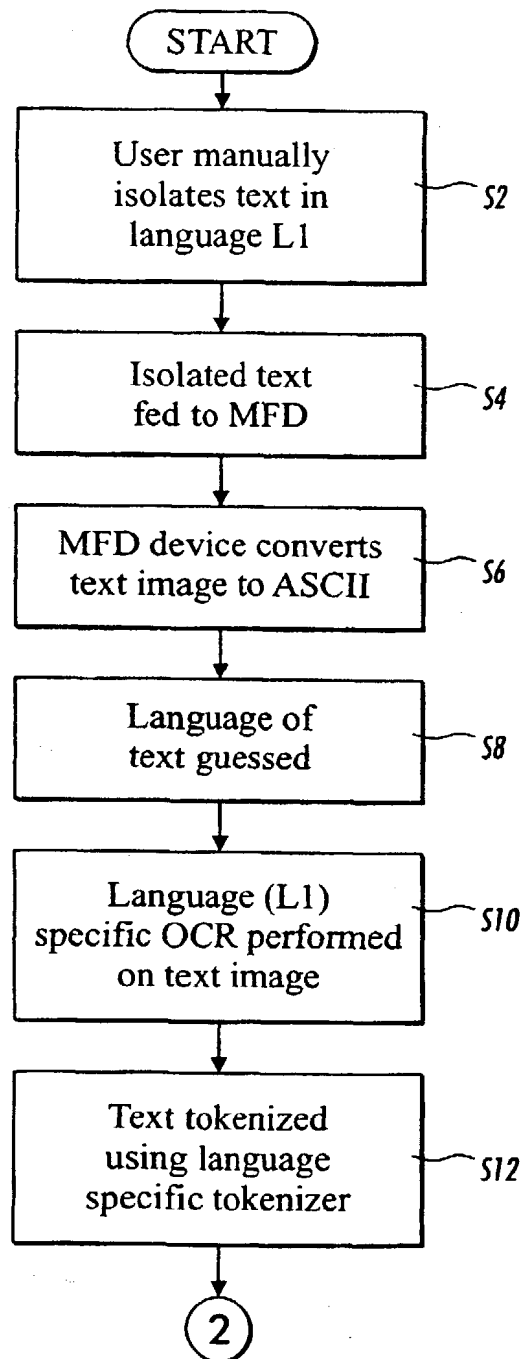 START
User manually
isolates text in
language L1
S2
Isolated text
fed to MFD
S4
MFD device converts
text image to ASCII
S6
Language of
text guessed
S8
Language (L1)
specific OCR performed
on text image
S10
Text tokenized
using language
specific tokenizer
S12
2